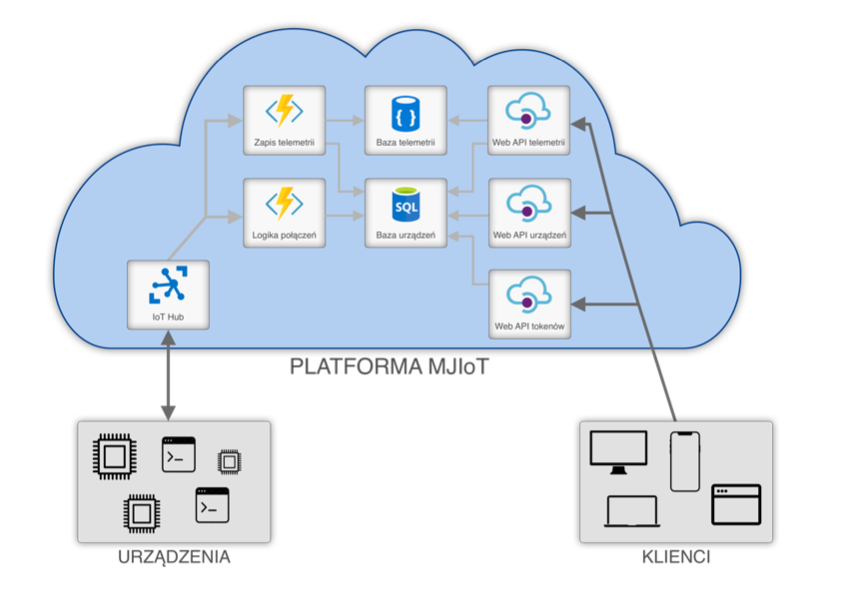 Zapis telemetrii
{ }
Baza telemetrii
Web API telemetrii
Logika połączeń
SQL
Baza urządzeń
Web API urządzeń
IoT Hub
Web API tokenów
PLATFORMA MJIoT
>_
>_
URZĄDZENIA
KLIENCI